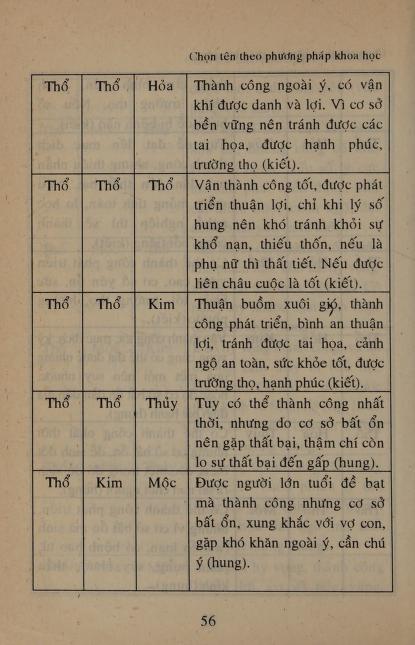 Chọn tên theo phương pháp khoa học
Thổ Thổ Hỏa Thành công ngoài ý, có vận
khí được danh và lợi. Vì cơ sở
bền vững nên tránh được các
tai họa, được hạnh phúc,
trường thọ (kiết).
Thổ Thổ Thổ Vận thành công tốt, được phát
triển thuận lợi, chỉ khi lý số
hung nên khó tránh khỏi sự
khổ nạn, thiếu thốn, nếu là
phụ nữ thì thất tiết. Nếu được
liên châu cuộc là tốt (kiết).
Thổ Thổ Kim Thuận buồm xuôi gió, thành
công phát triển, bình an thuận
lợi, tránh được tai họa, cảnh
ngộ an toàn, sức khỏe tốt, được
trường thọ, hạnh phúc (kiết).
Thổ Thổ Thủy Tuy có thể thành công nhất
thời, nhưng do cơ sở bất ổn
nên gặp thất bại, thậm chí còn
lo sự thất bại đến gấp (hung).
Thổ Kim Mộc Được người lớn tuổi đề bạt
mà thành công nhưng cơ sở
bất ổn, xung khắc với vợ con,
gặp khó khăn ngoài ý, cần chú
ý (hung).
56